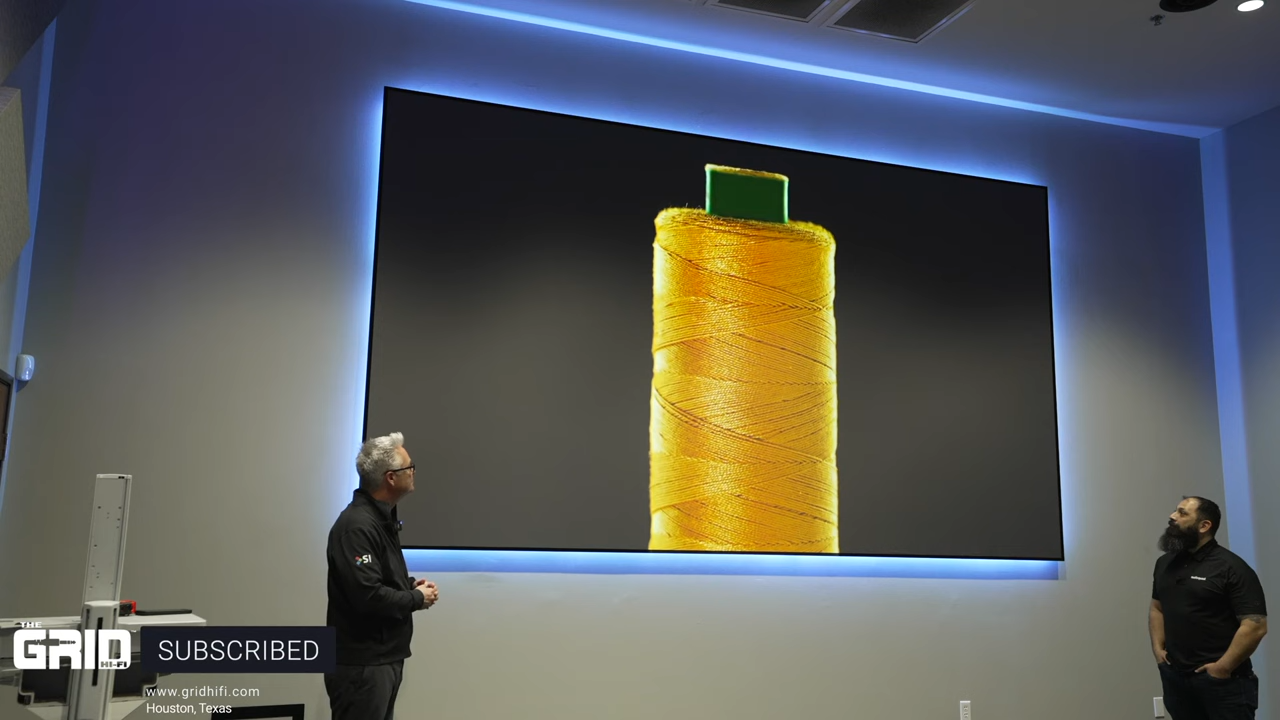 SI
THE
GRID
HI-FI
SUBSCRIBED
www.gridhifi.com
Houston, Texas